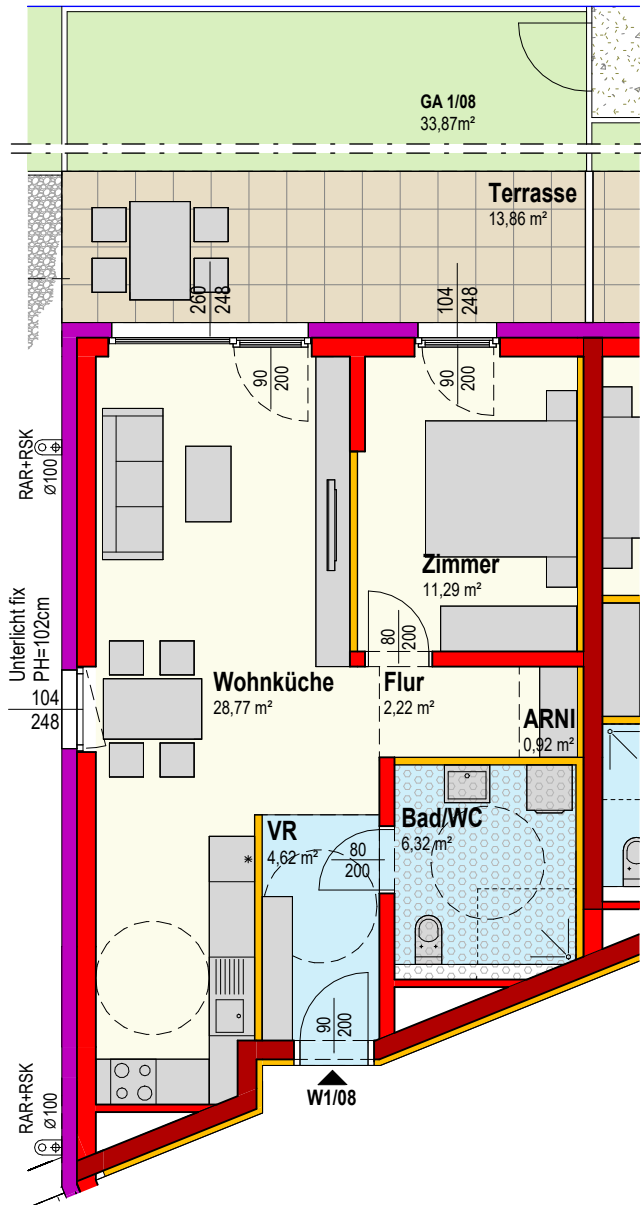 GA 1/08
33,87m²
Terrasse
13,86 m²
260
248
104
248
90
200
90
200
RAR+RSK
Ø100
Zimmer
11,29 m²
80
200
Unterlicht fix
PH=102cm
104
248
Wohnküche
28,77 m²
Flur
2,22 m²
ARNI
0,92 m²
VR
4,62 m²
80
200
Bad/WC
6,32 m²
90
200
RAR+RSK
Ø100
W1/08